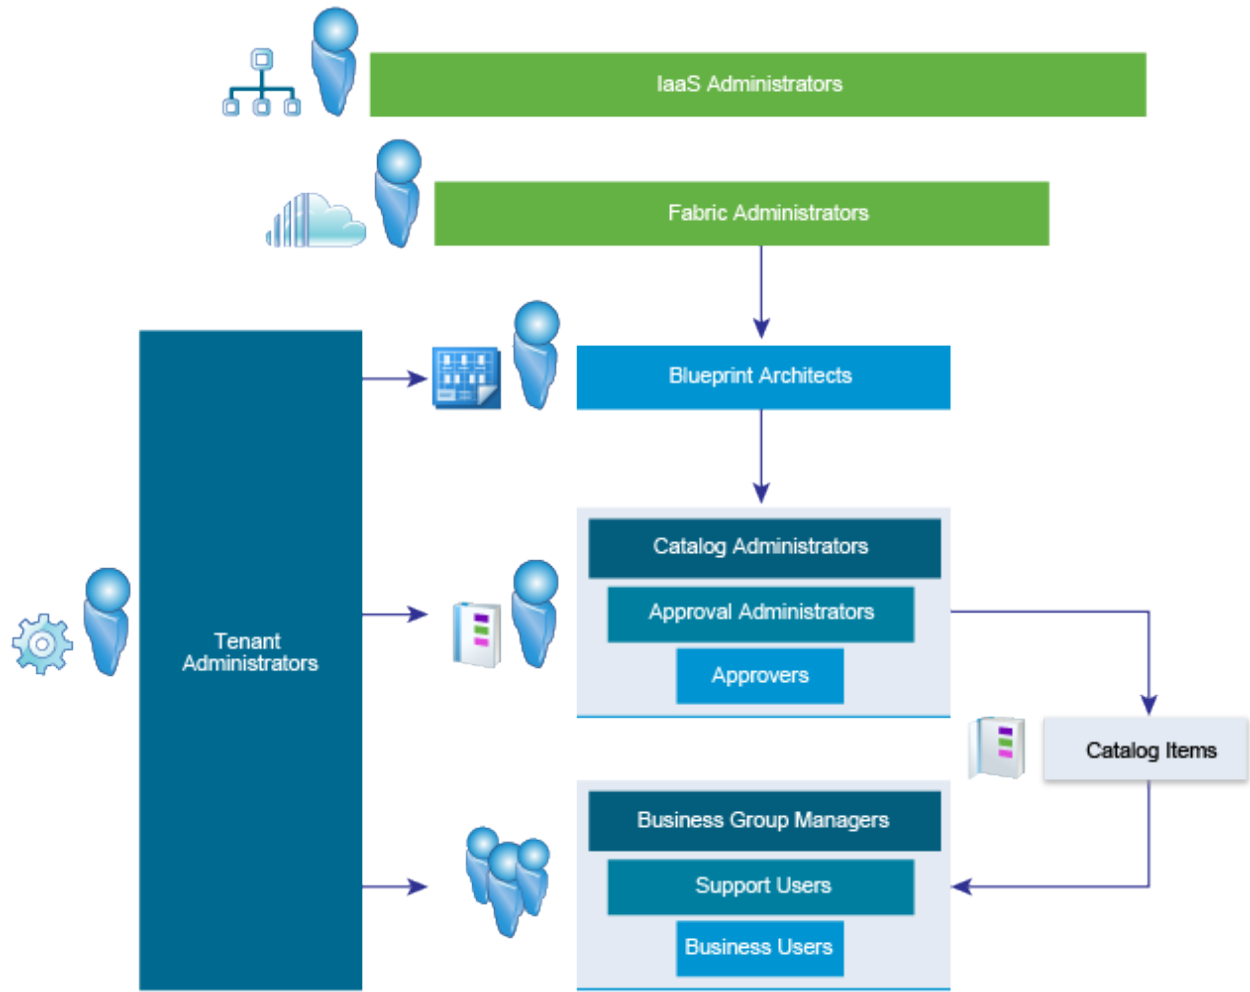 IaaS Administrators
Fabric Administrators
Blueprint Architects
Catalog Administrators
Approval Administrators
Approvers
Tenant
Administrators
Catalog Items
Business Group Managers
Support Users
Business Users